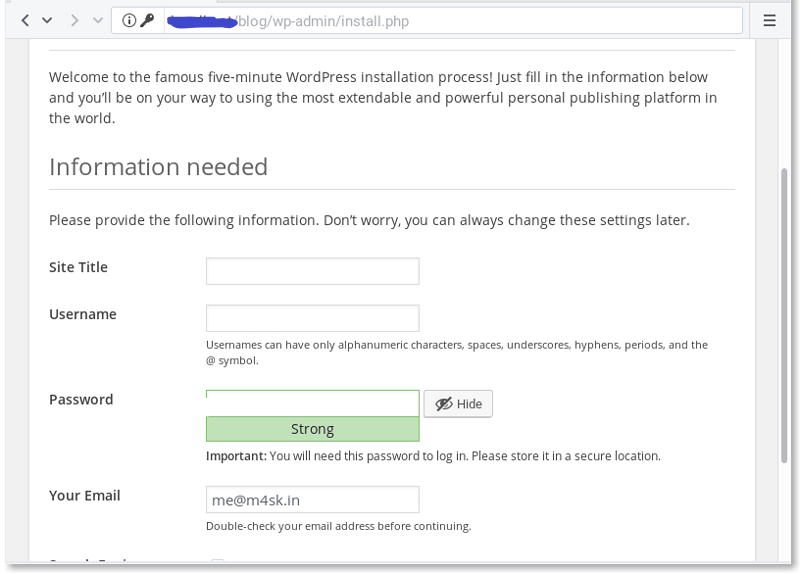 /blog/wp-admin/install.php
Welcome to the famous five-minute WordPress installation process! Just fill in the information below
and you’ll be on your way to using the most extendable and powerful personal publishing platform in
the world.
Information needed
Please provide the following information. Don’t worry, you can always change these settings later.
Site Title
Username
Usernames can have only alphanumeric characters, spaces, underscores, hyphens, periods, and the
@ symbol.
Password
Hide
Strong
Important: You will need this password to log in. Please store it in a secure location.
Your Email
me@m4sk.in
Double-check your email address before continuing.